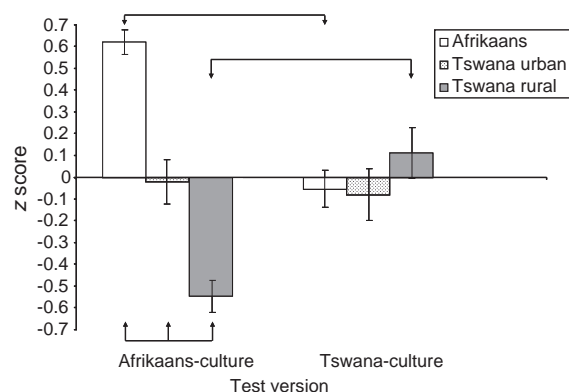 0.7
0.6
0.5
0.4
0.3
0.2
0.1
0
-0.1
-0.2
-0.3
-0.4
-0.5
-0.6
-0.7
z score
Afrikaans
Tswana urban
Tswana rural
Afrikaans-culture Tswana-culture
Test version